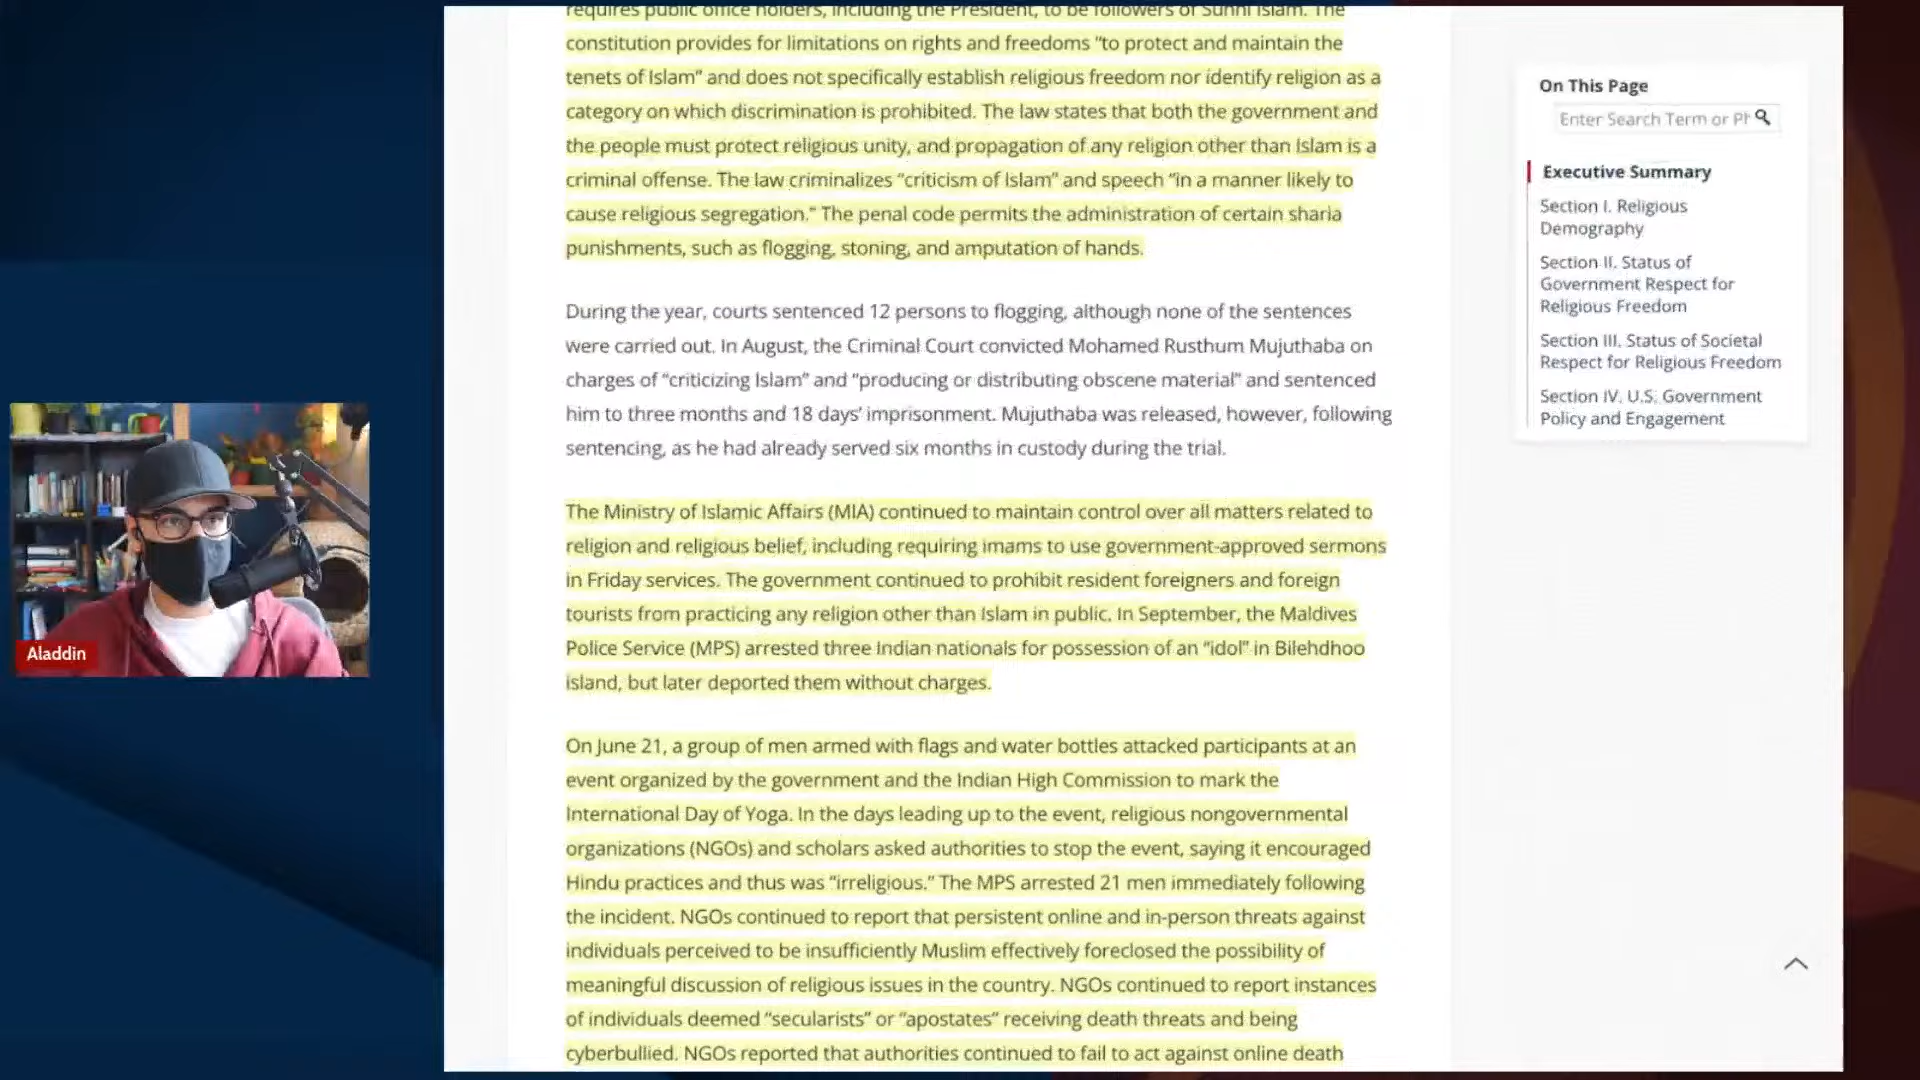 requires public office holders, including the President, to be followers of Sunni Islam. The
constitution provides for limitations on rights and freedoms “to protect and maintain the
tenets of Islam” and does not specifically establish religious freedom nor identify religion as a
category on which discrimination is prohibited. The law states that both the government and
the people must protect religious unity, and propagation of any religion other than Islam is a
criminal offense. The law criminalizes “criticism of Islam” and speech “in a manner likely to
cause religious segregation.” The penal code permits the administration of certain sharia
punishments, such as flogging, stoning, and amputation of hands.
During the year, courts sentenced 12 persons to flogging, although none of the sentences
were carried out. In August, the Criminal Court convicted Mohamed Rusthum Mujuthaba on
charges of “criticizing Islam” and “producing or distributing obscene material” and sentenced
him to three months and 18 days’ imprisonment. Mujuthaba was released, however, following
sentencing, as he had already served six months in custody during the trial.
The Ministry of Islamic Affairs (MIA) continued to maintain control over all matters related to
religion and religious belief, including requiring imams to use government-approved sermons
in Friday services. The government continued to prohibit resident foreigners and foreign
tourists from practicing any religion other than Islam in public. In September, the Maldives
Police Service (MPS) arrested three Indian nationals for possession of an “idol” in Bilehdhoo
island, but later deported them without charges.
On June 21, a group of men armed with flags and water bottles attacked participants at an
event organized by the government and the Indian High Commission to mark the
International Day of Yoga. In the days leading up to the event, religious nongovernmental
organizations (NGOs) and scholars asked authorities to stop the event, saying it encouraged
Hindu practices and thus was “irreligious.” The MPS arrested 21 men immediately following
the incident. NGOs continued to report that persistent online and in-person threats against
individuals perceived to be insufficiently Muslim effectively foreclosed the possibility of
meaningful discussion of religious issues in the country. NGOs continued to report instances
of individuals deemed “secularists” or “apostates” receiving death threats and being
cyberbullied. NGOs reported that authorities continued to fail to act against online death
On This Page
Enter Search Term or Ph
Executive Summary
Section I. Religious
Demography
Section II. Status of
Government Respect for
Religious Freedom
Section III. Status of Societal
Respect for Religious Freedom
Section IV. U.S. Government
Policy and Engagement
Aladdin